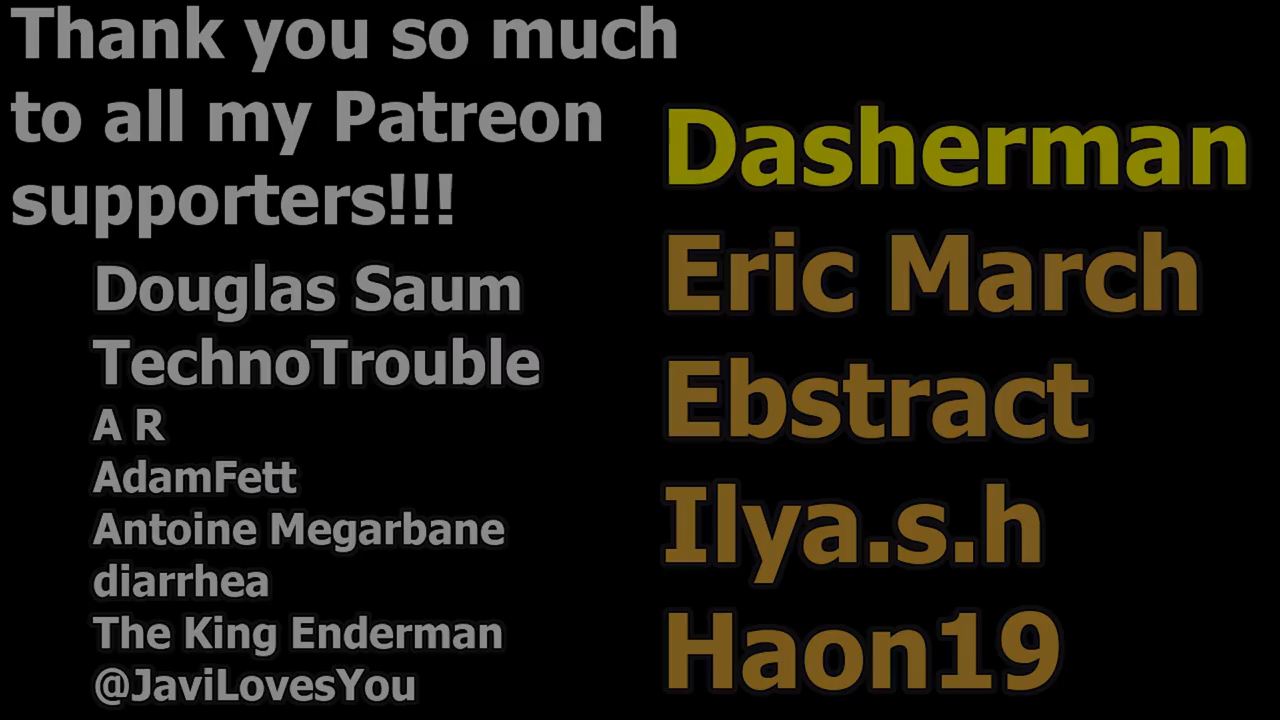 Thank you so much
to all my Patreon
supporters!!!
Douglas Saum
TechnoTrouble
A R
AdamFett
Antoine Megarbane
diarrhea
The King Enderman
@JaviLovesYou
Dasherman
Eric March
Ebstract
Ilya.s.h
Haon19